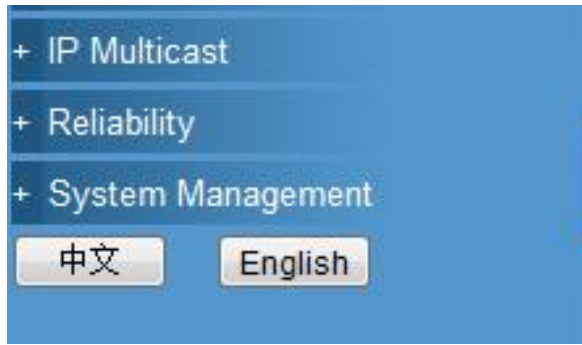 + IP Multicast
+ Reliability
+ System Management
中文 English